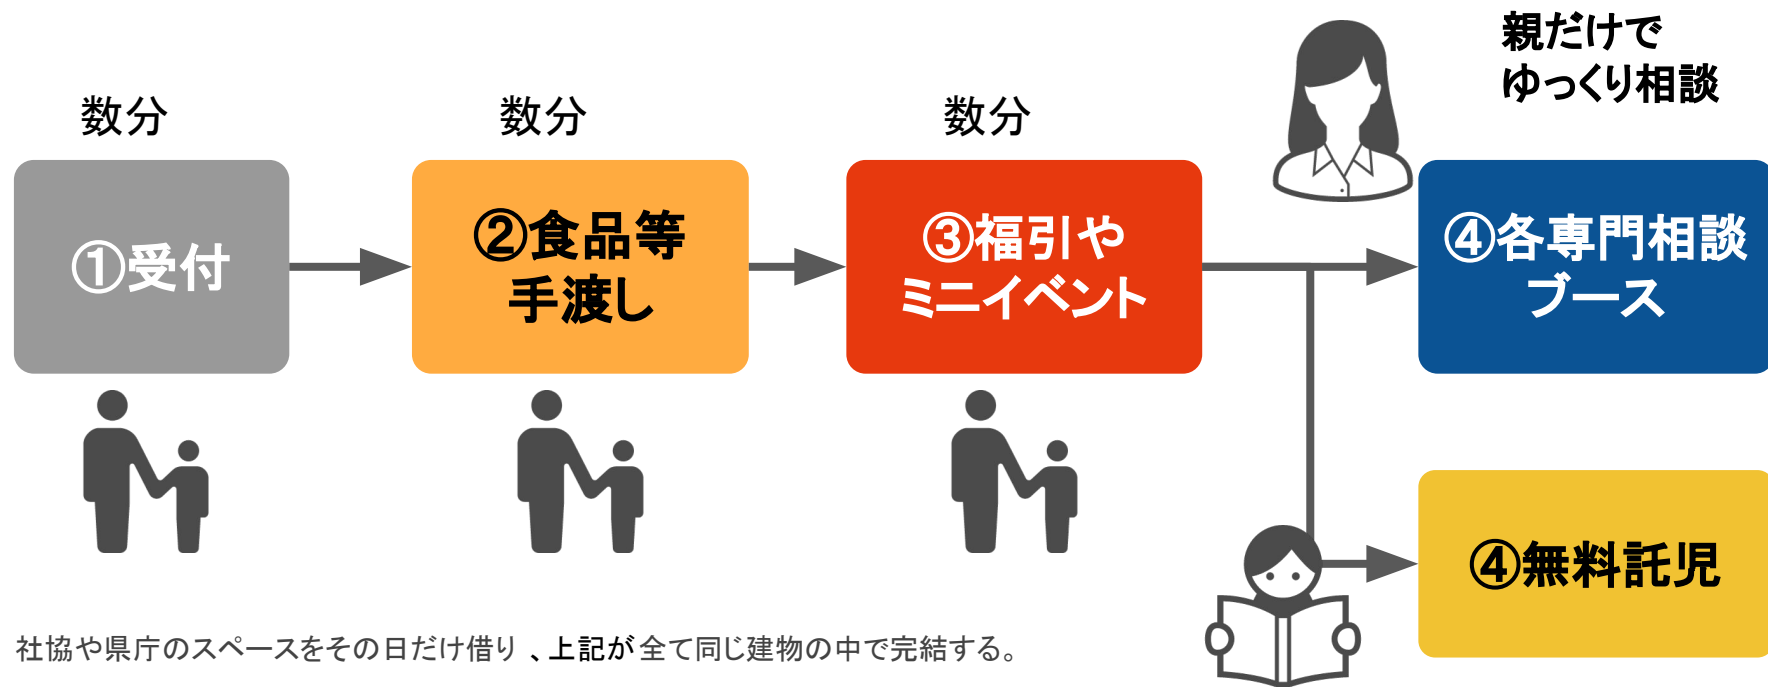 数分
①受付
数分
②食品等
手渡し
数分
③福引や
ミニイベント
親だけで
ゆっくり相談
④各専門相談
ブース
④無料託児
社協や県庁のスペースをその日だけ借り 、上記が 全て同じ建物の中で完結する。